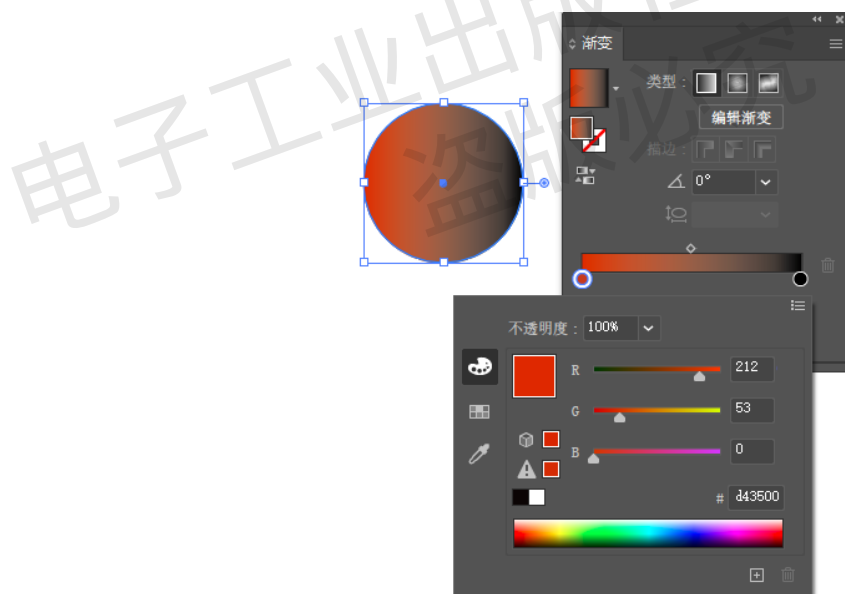 电子工业出版社
盗版必究
渐变
类型：
编辑渐变
描边：
0°
不透明度：
100%
R
212
G
53
B
0
#
d43500